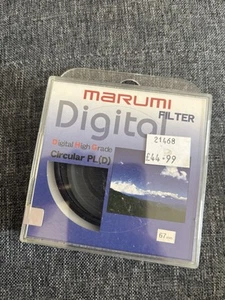 marumi
Digital
FILTER
Digital High Grade
Circular PL(D)
21468
£44-99
67mm